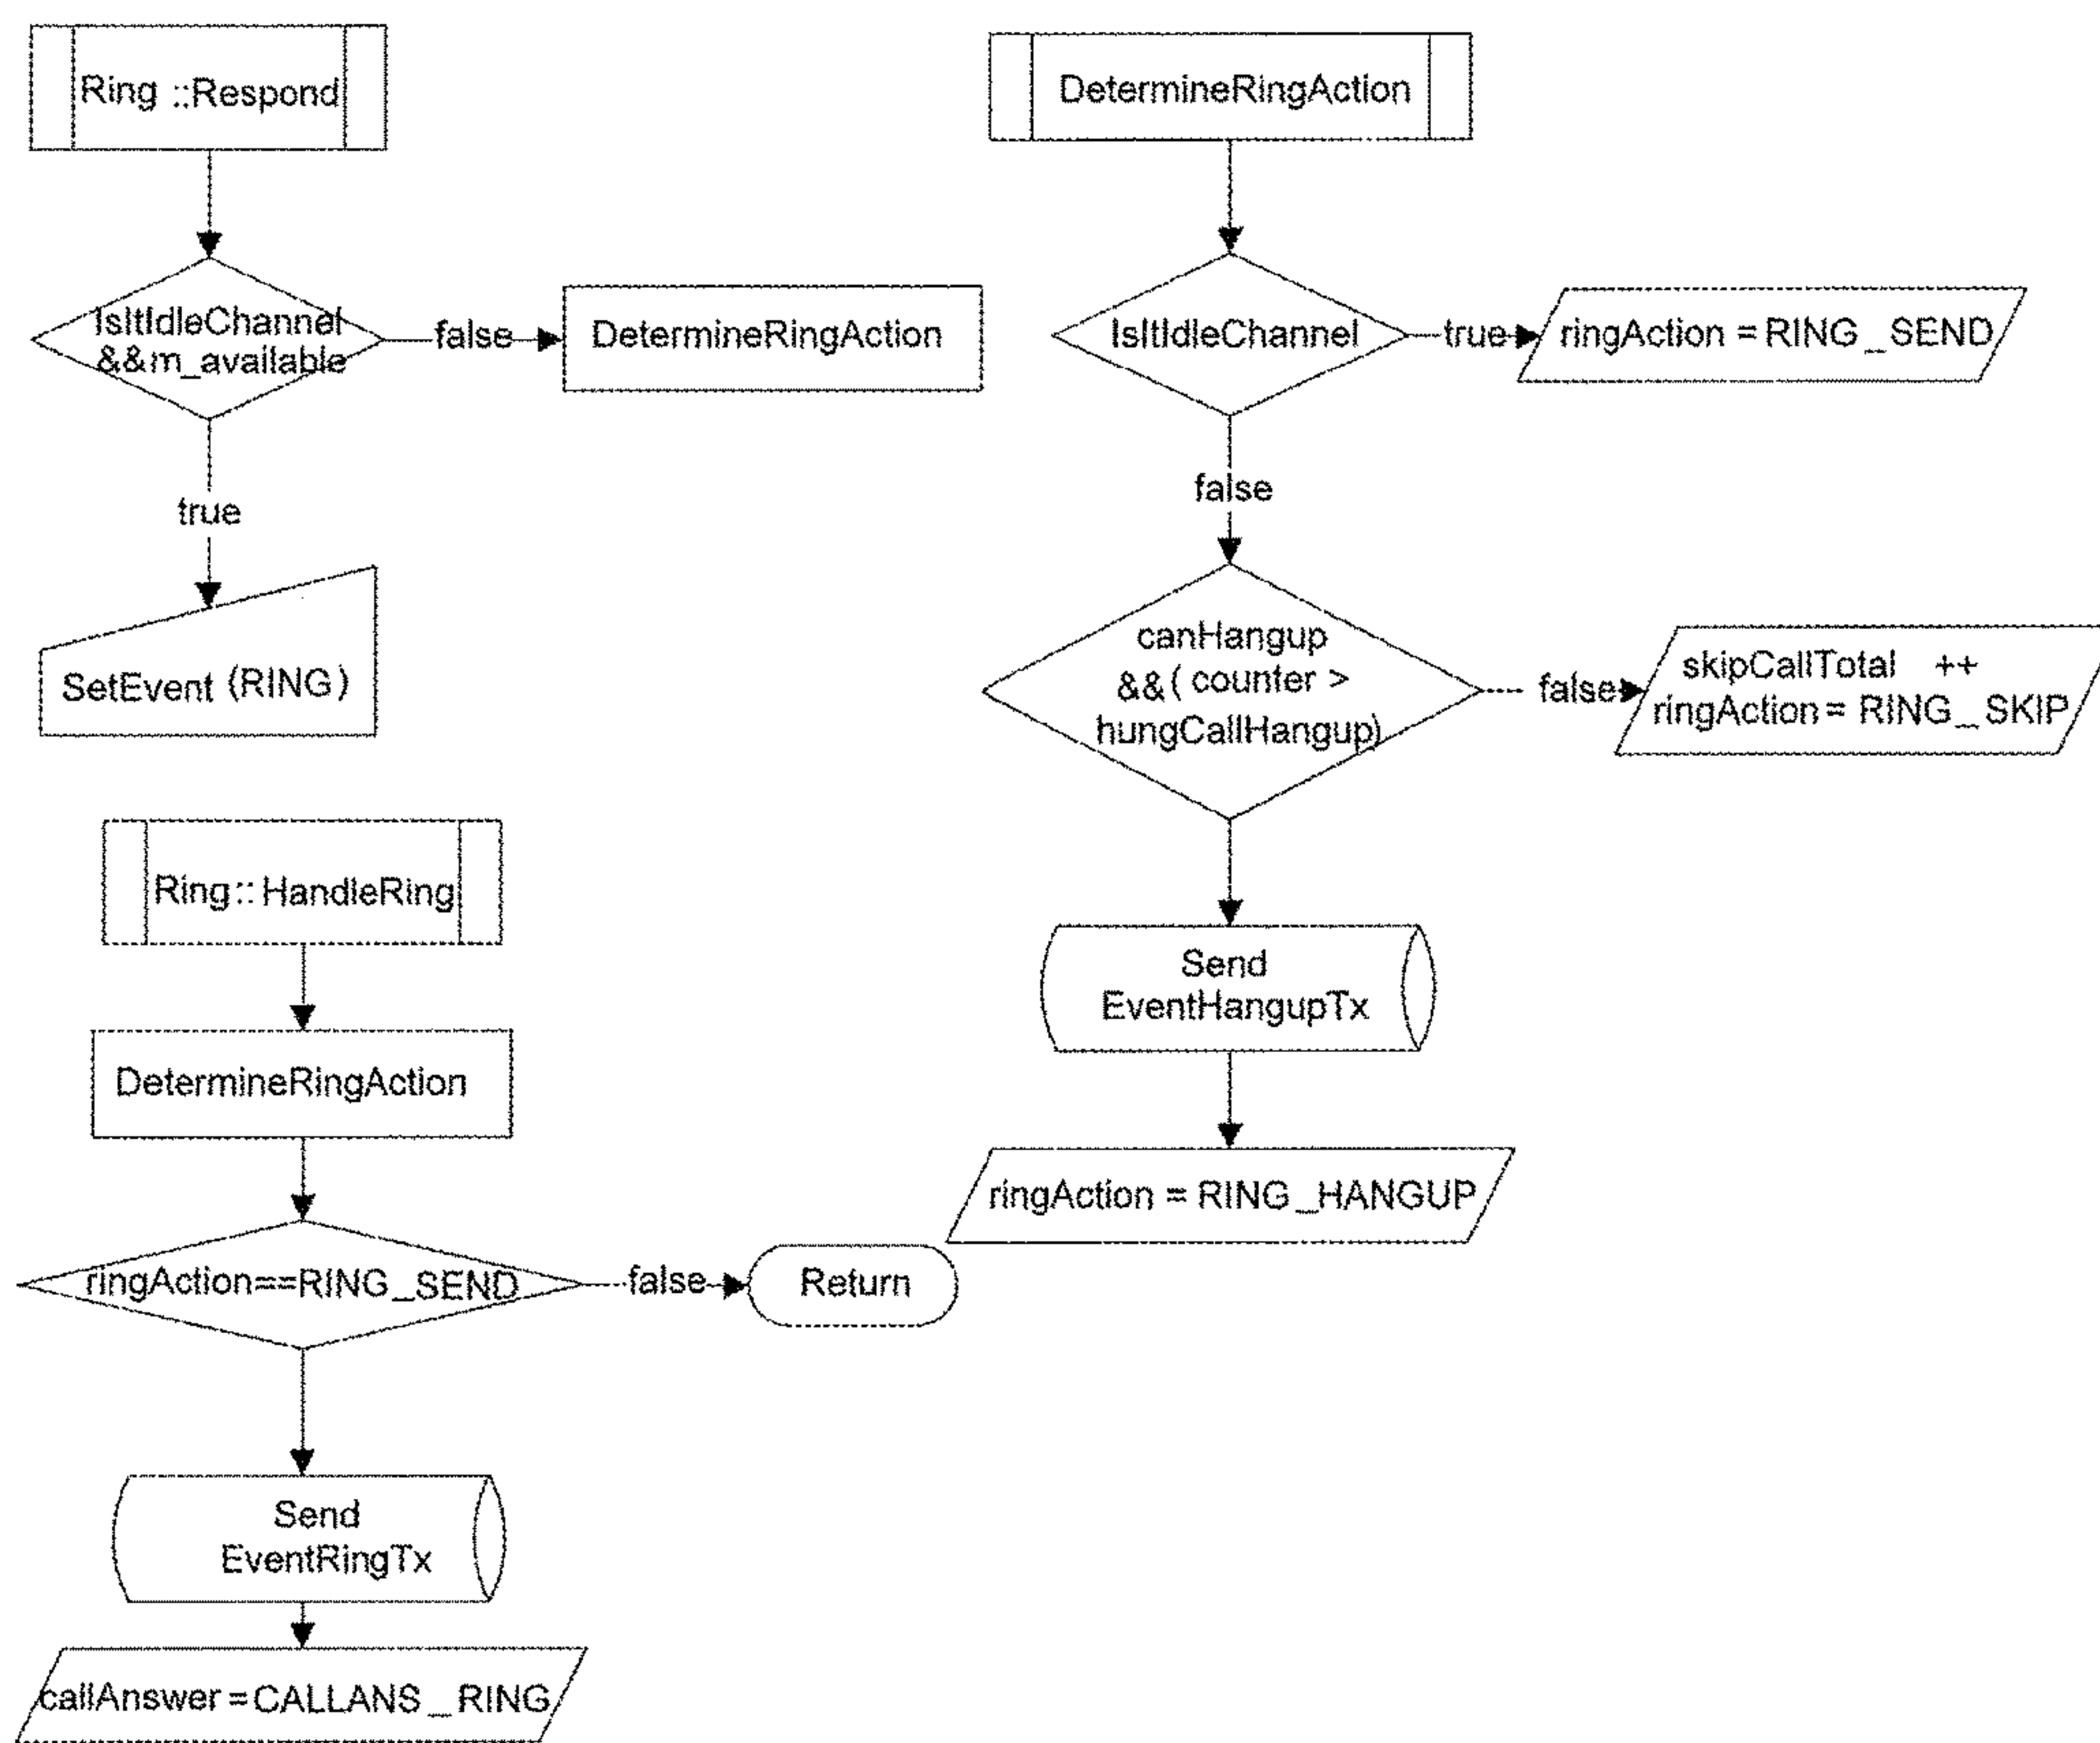 Ring ::Respond
IsItIdleChannel
&&m_available
false
DetermineRingAction
true
SetEvent (RING)
Ring:: HandleRing
DetermineRingAction
ringAction==RING_SEND
false
Return
Send
EventRingTx
callAnswer=CALLANS_RING
DetermineRingAction
IsItIdleChannel
true
ringAction = RING_SEND
false
canHangup
&&( counter >
hungCallHangup)
false
skipCallTotal ++
ringAction = RING_SKIP
Send
EventHangupTx
ringAction = RING_HANGUP